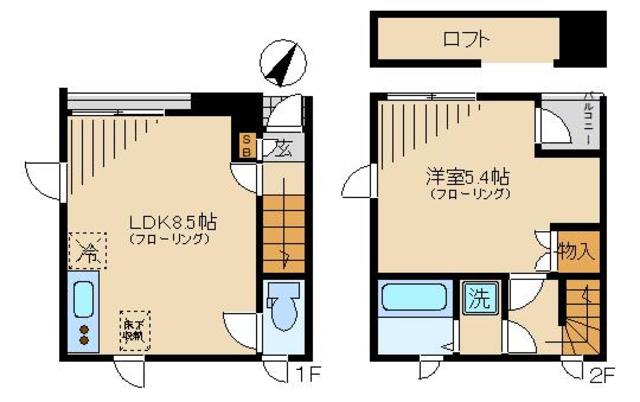 ロフト
バルコニー
SB
玄
洋室5.4帖
(フローリング)
LDK8.5帖
(フローリング)
冷
物入
洗
床下
収納
1F
2F